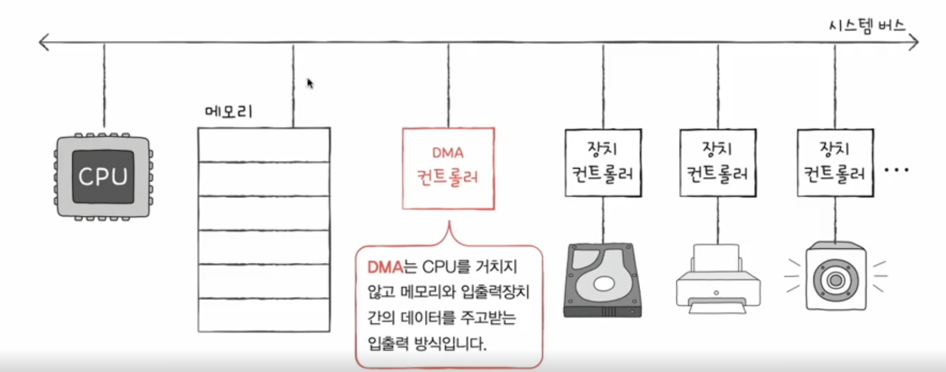 시스템 버스
메모리
CPU
DMA
컨트롤러
장치
컨트롤러
장치
컨트롤러
장치
컨트롤러
...
DMA는 CPU를 거치지
않고 메모리와 입출력장치
간의 데이터를 주고받는
입출력 방식입니다.